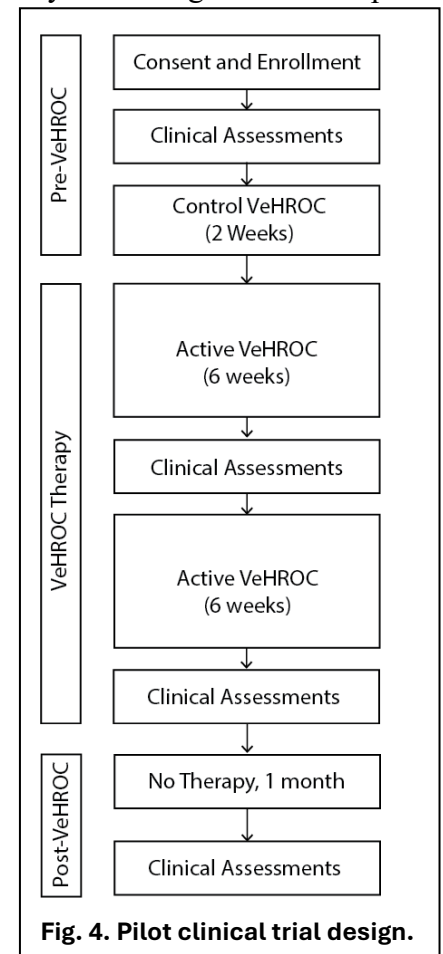 Pre-VeHROC
Consent and Enrollment
Clinical Assessments
Control VeHROC
(2 Weeks)
VeHROC Therapy
Active VeHROC
(6 weeks)
Clinical Assessments
Active VeHROC
(6 weeks)
Clinical Assessments
Post-VeHROC
No Therapy, 1 month
Clinical Assessments
Fig. 4. Pilot clinical trial design.